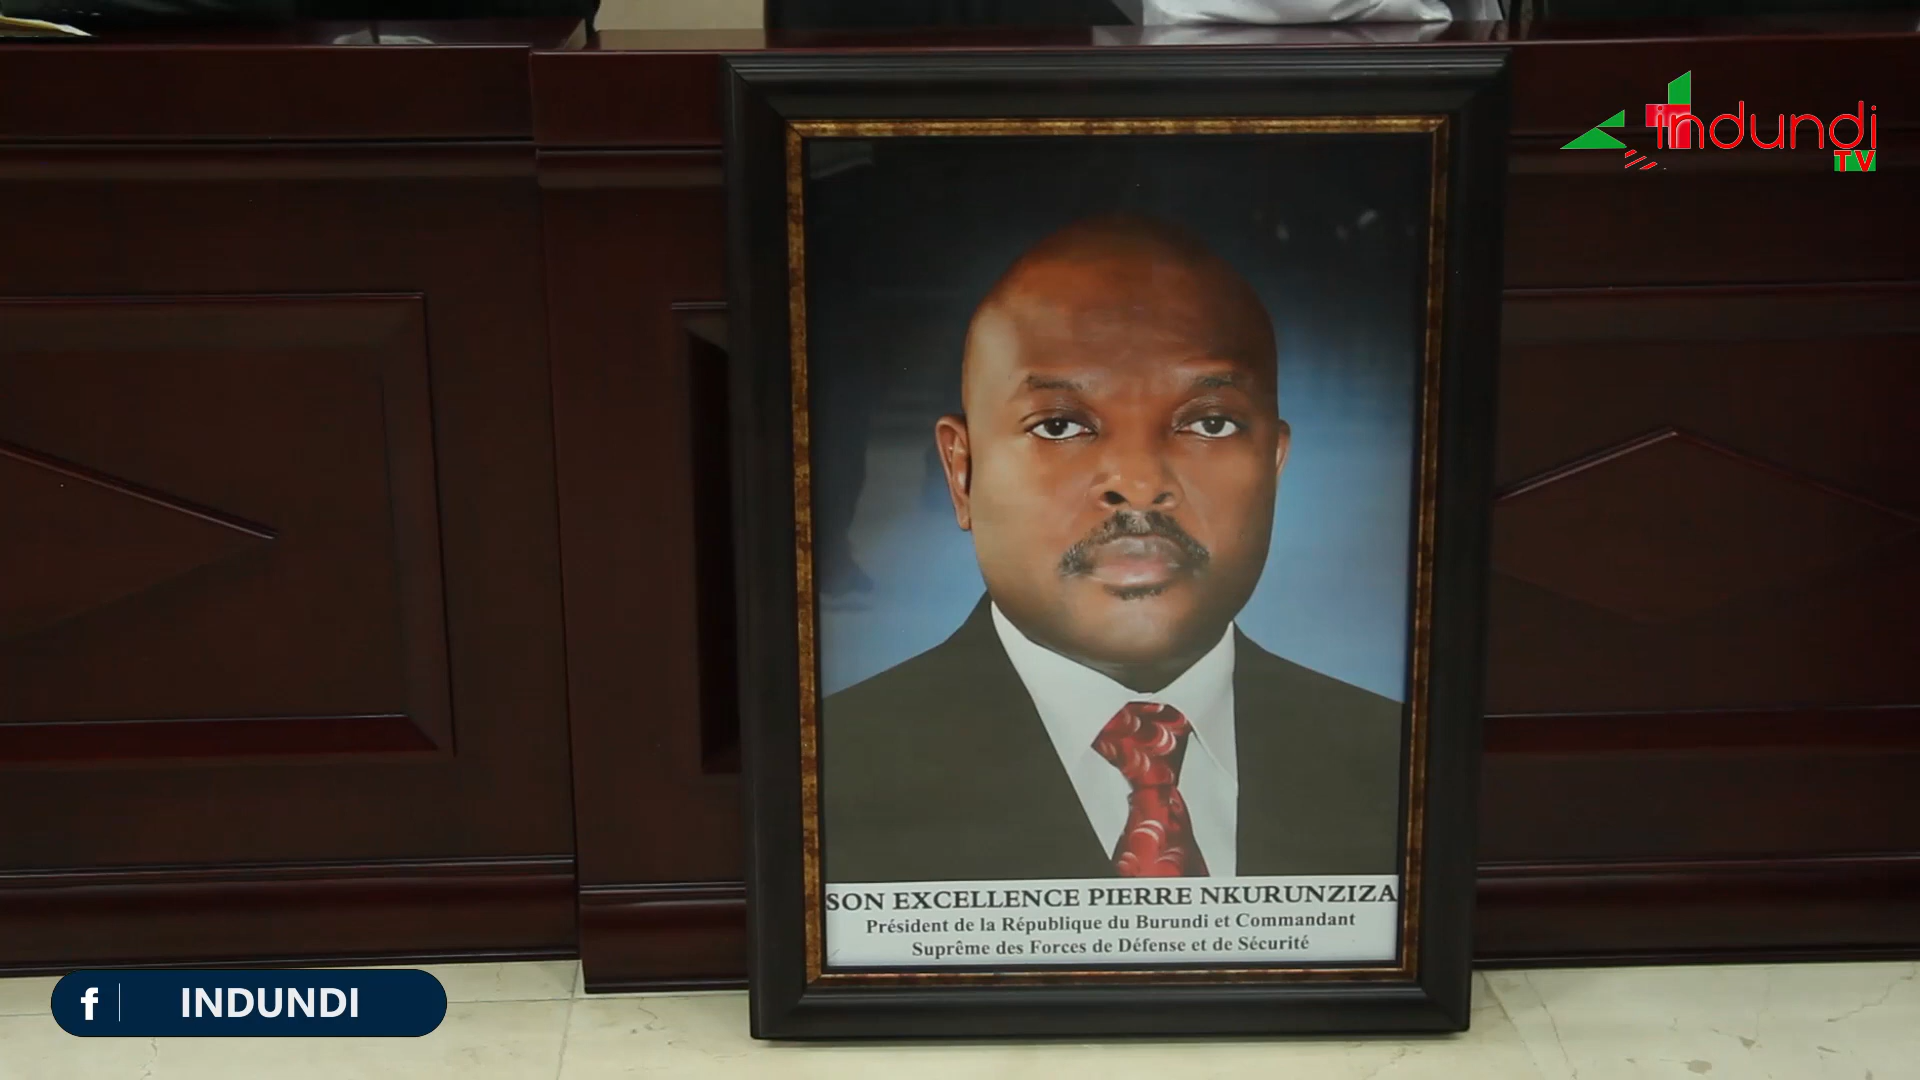 indundi
TV
SON EXCELLENCE PIERRE NKURUNZIZA
Président de la République du Burundi et Commandant
Suprême des Forces de Défense et de Sécurité
f INDUNDI